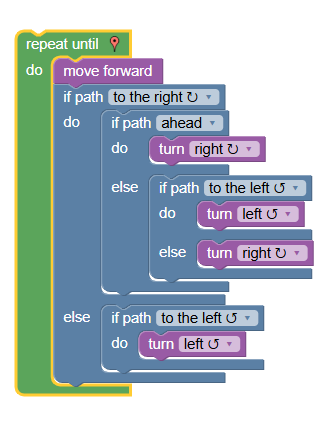 repeat until
do move forward
if path to the right ↻ ▾
do if path ahead ▾
do turn right ↻ ▾
else if path to the left ↺ ▾
do turn left ↺ ▾
else turn right ↻ ▾
else if path to the left ↺ ▾
do turn left ↺ ▾